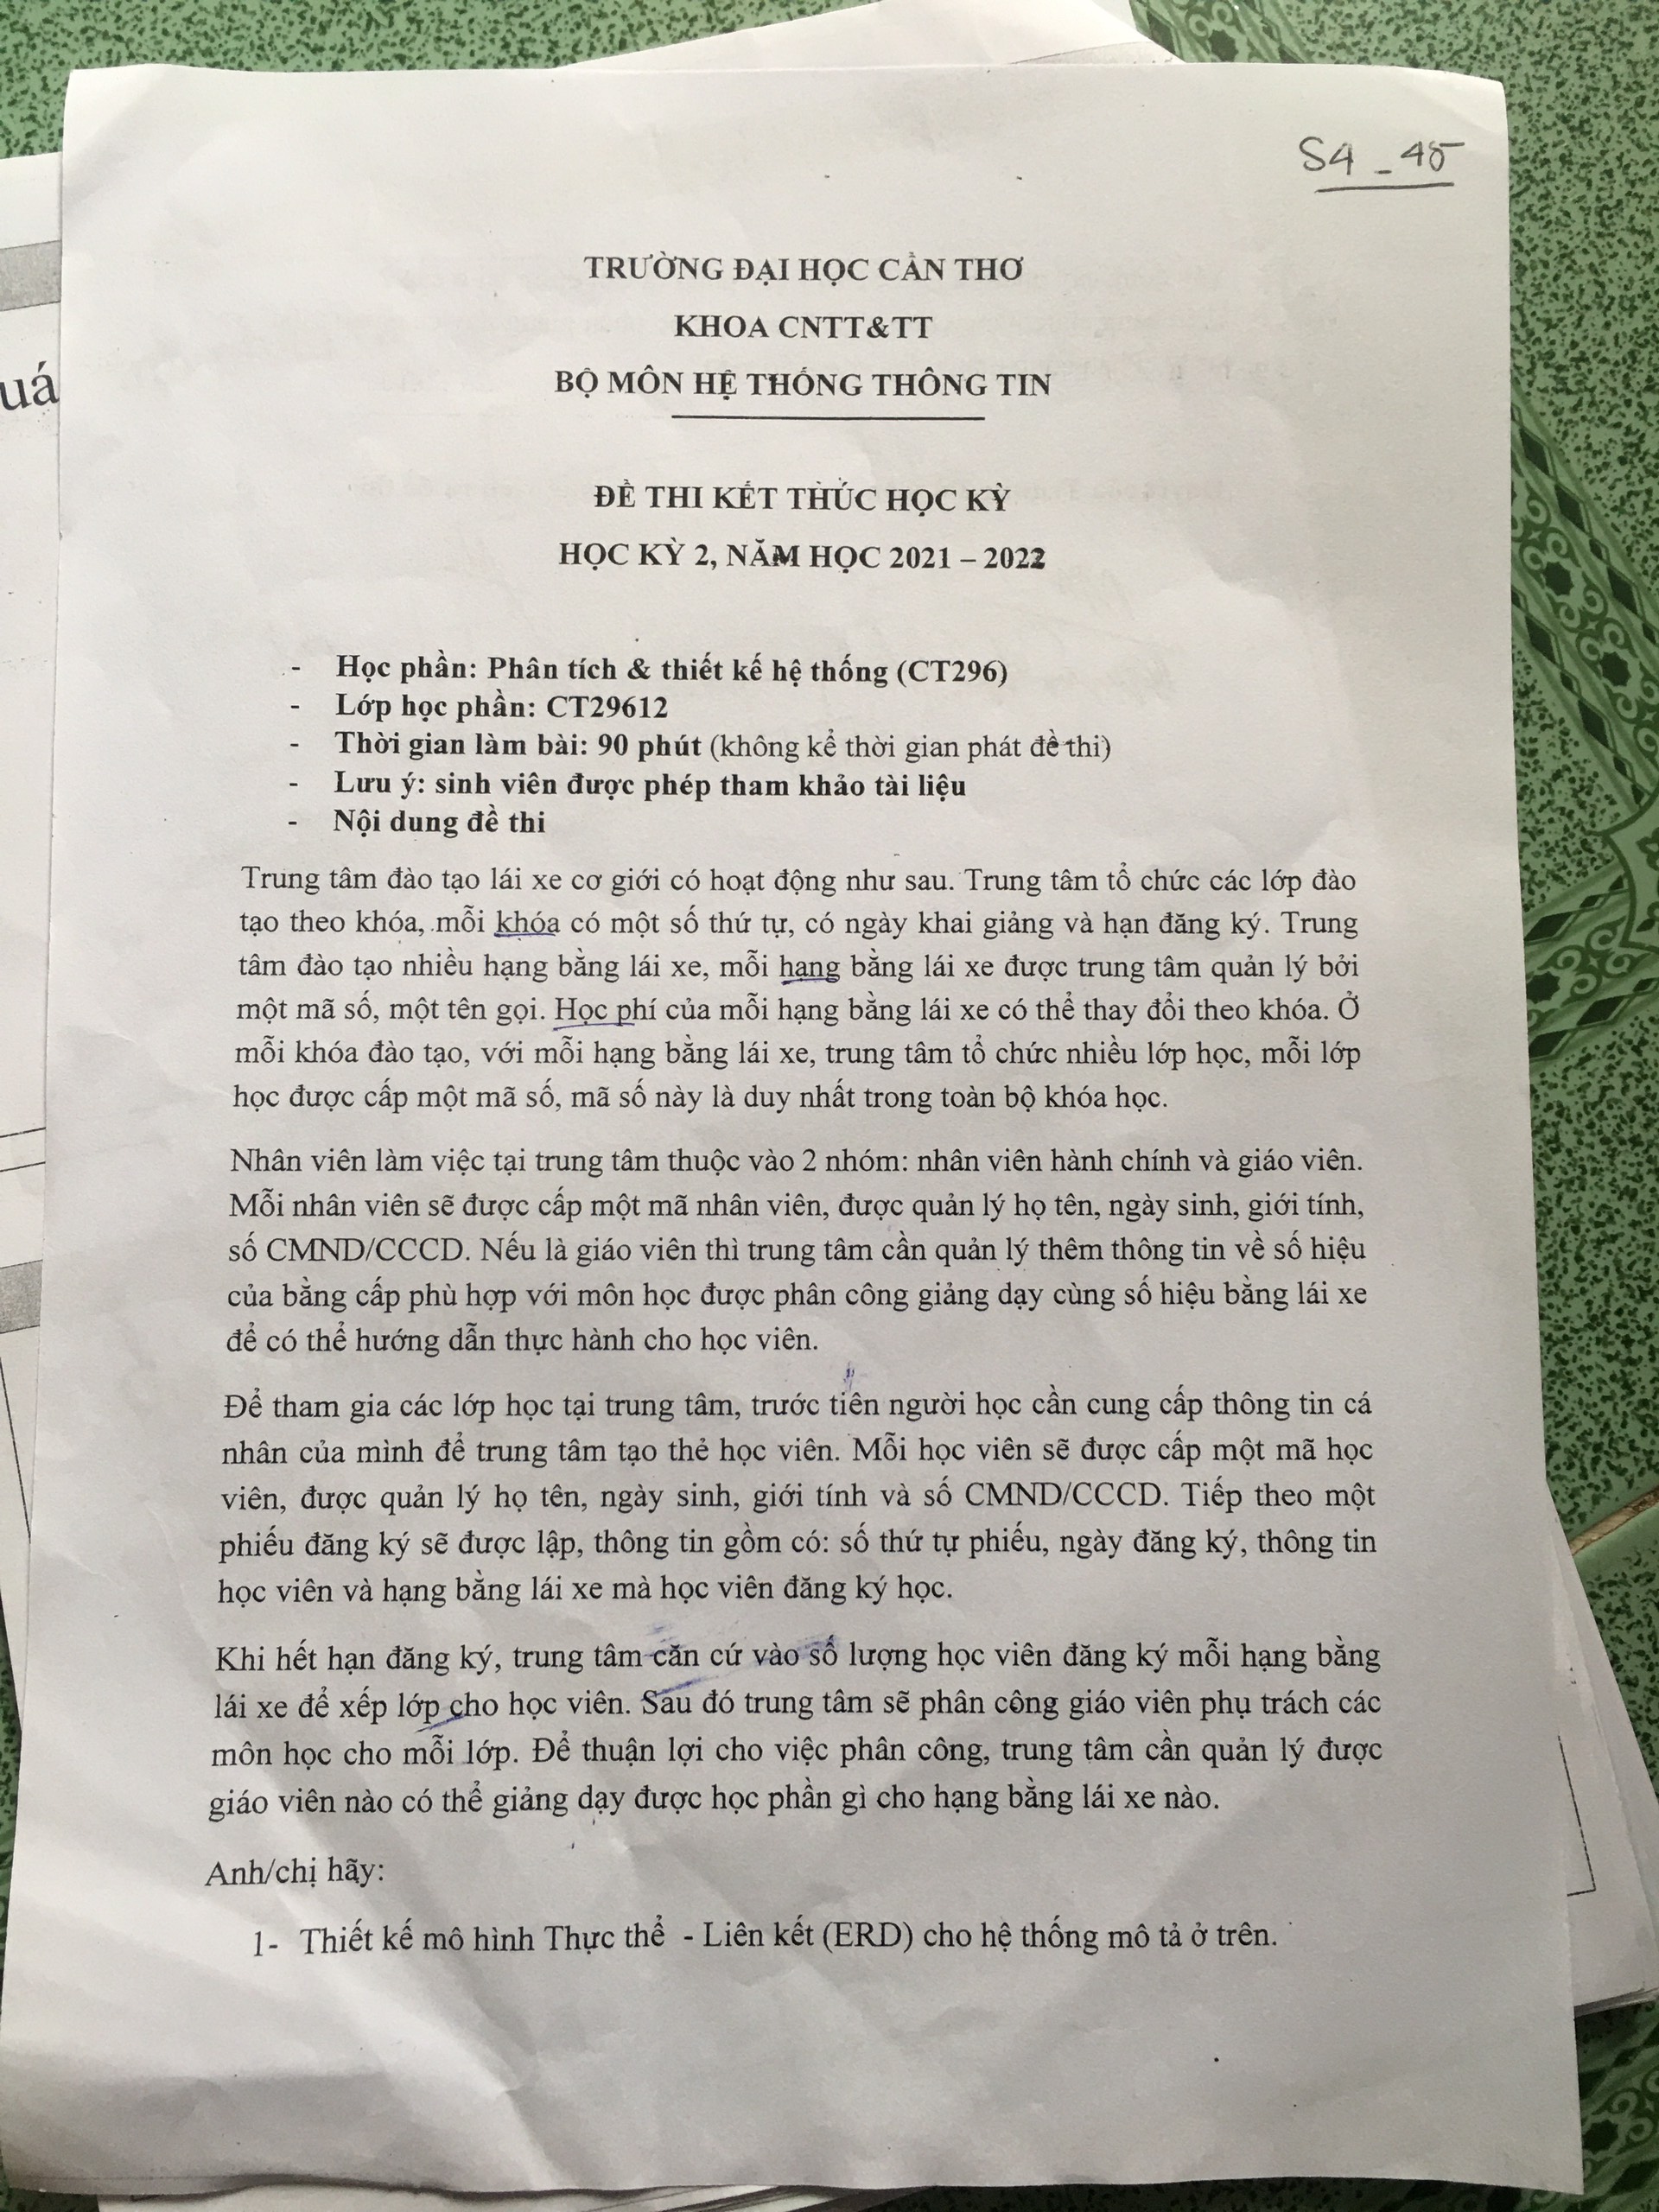 S4 - 45
uá
TRƯỜNG ĐẠI HỌC CẦN THƠ
KHOA CNTT&TT
BỘ MÔN HỆ THỐNG THÔNG TIN
ĐỀ THI KẾT THÚC HỌC KỲ
HỌC KỲ 2, NĂM HỌC 2021 – 2022
- Học phần: Phân tích & thiết kế hệ thống (CT296)
- Lớp học phần: CT29612
- Thời gian làm bài: 90 phút (không kể thời gian phát đề thi)
- Lưu ý: sinh viên được phép tham khảo tài liệu
- Nội dung đề thi
Trung tâm đào tạo lái xe cơ giới có hoạt động như sau. Trung tâm tổ chức các lớp đào
tạo theo khóa, mỗi khóa có một số thứ tự, có ngày khai giảng và hạn đăng ký. Trung
tâm đào tạo nhiều hạng bằng lái xe, mỗi hạng bằng lái xe được trung tâm quản lý bởi
một mã số, một tên gọi. Học phí của mỗi hạng bằng lái xe có thể thay đổi theo khóa. Ở
mỗi khóa đào tạo, với mỗi hạng bằng lái xe, trung tâm tổ chức nhiều lớp học, mỗi lớp
học được cấp một mã số, mã số này là duy nhất trong toàn bộ khóa học.
Nhân viên làm việc tại trung tâm thuộc vào 2 nhóm: nhân viên hành chính và giáo viên.
Mỗi nhân viên sẽ được cấp một mã nhân viên, được quản lý họ tên, ngày sinh, giới tính,
số CMND/CCCD. Nếu là giáo viên thì trung tâm cần quản lý thêm thông tin về số hiệu
của bằng cấp phù hợp với môn học được phân công giảng dạy cùng số hiệu bằng lái xe
để có thể hướng dẫn thực hành cho học viên.
Để tham gia các lớp học tại trung tâm, trước tiên người học cần cung cấp thông tin cá
nhân của mình để trung tâm tạo thẻ học viên. Mỗi học viên sẽ được cấp một mã học
viên, được quản lý họ tên, ngày sinh, giới tính và số CMND/CCCD. Tiếp theo một
phiếu đăng ký sẽ được lập, thông tin gồm có: số thứ tự phiếu, ngày đăng ký, thông tin
học viên và hạng bằng lái xe mà học viên đăng ký học.
Khi hết hạn đăng ký, trung tâm căn cứ vào số lượng học viên đăng ký mỗi hạng bằng
lái xe để xếp lớp cho học viên. Sau đó trung tâm sẽ phân công giáo viên phụ trách các
môn học cho mỗi lớp. Để thuận lợi cho việc phân công, trung tâm cần quản lý được
giáo viên nào có thể giảng dạy được học phần gì cho hạng bằng lái xe nào.
Anh/chị hãy:
1- Thiết kế mô hình Thực thể - Liên kết (ERD) cho hệ thống mô tả ở trên.